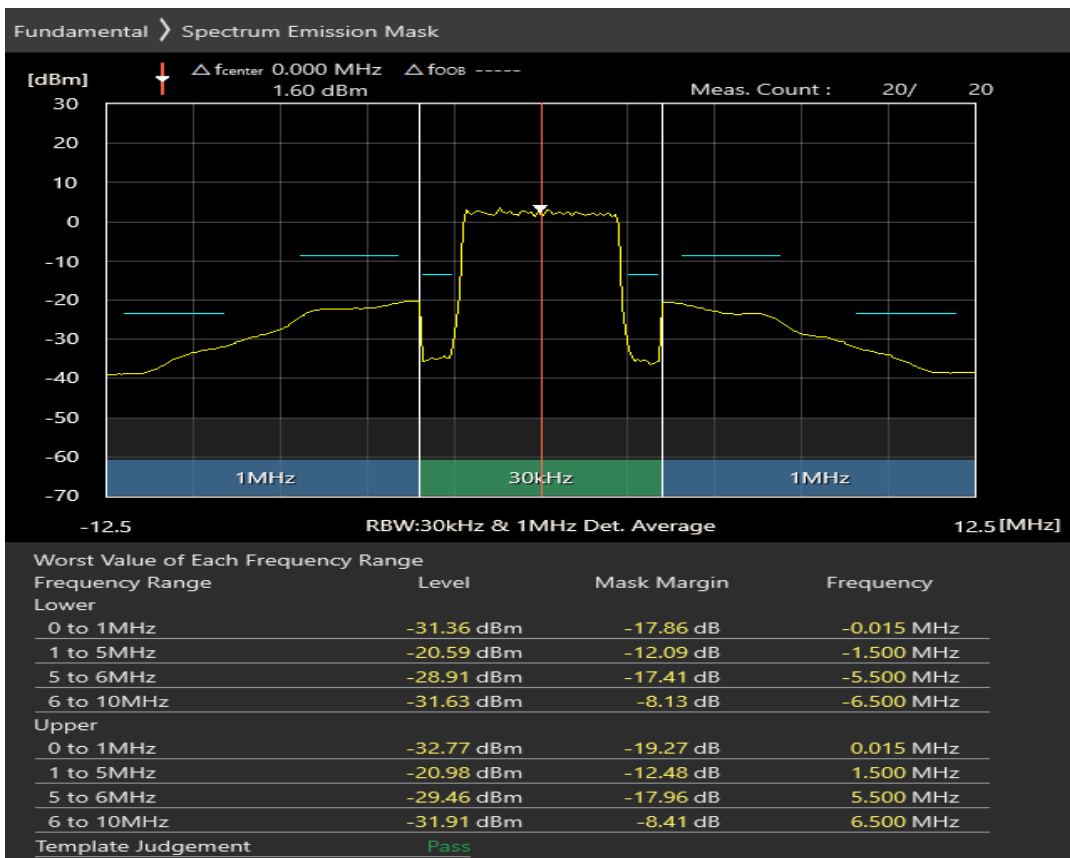 Fundamental 〉 Spectrum Emission Mask
[dBm] △ fcenter 0.000 MHz △ fOOB -----
1.60 dBm Meas. Count : 20/ 20
30
20
10
0
-10
-20
-30
-40
-50
-60
-70
1MHz 30kHz 1MHz
-12.5 RBW:30kHz & 1MHz Det. Average 12.5 [MHz]
Worst Value of Each Frequency Range
Frequency Range Level Mask Margin Frequency
Lower
0 to 1MHz -31.36 dBm -17.86 dB -0.015 MHz
1 to 5MHz -20.59 dBm -12.09 dB -1.500 MHz
5 to 6MHz -28.91 dBm -17.41 dB -5.500 MHz
6 to 10MHz -31.63 dBm -8.13 dB -6.500 MHz
Upper
0 to 1MHz -32.77 dBm -19.27 dB 0.015 MHz
1 to 5MHz -20.98 dBm -12.48 dB 1.500 MHz
5 to 6MHz -29.46 dBm -17.96 dB 5.500 MHz
6 to 10MHz -31.91 dBm -8.41 dB 6.500 MHz
Template Judgement Pass